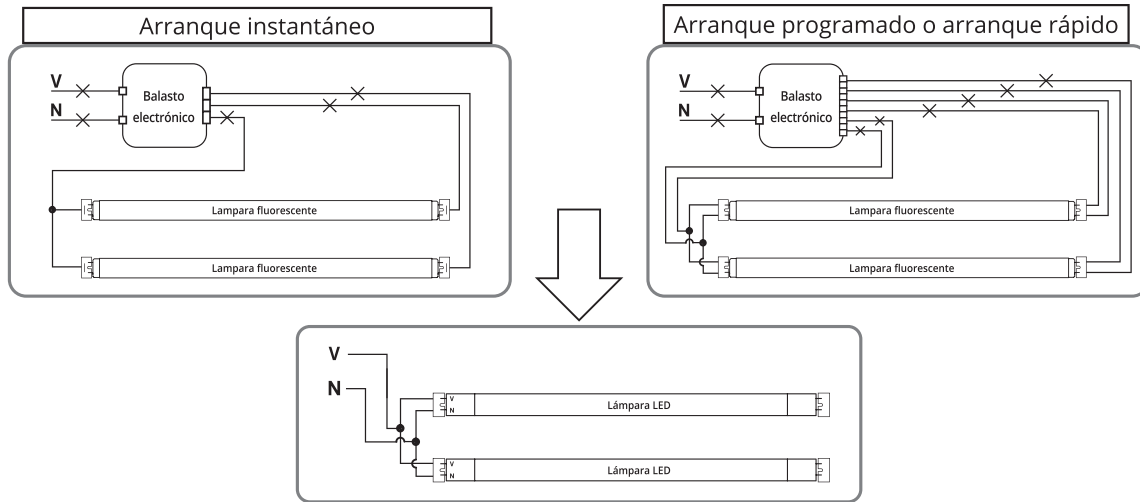 Arranque instantáneo
V
N
Balasto
electrónico
Lampara fluorescente
Lampara fluorescente
Arranque programado o arranque rápido
V
N
Balasto
electrónico
Lampara fluorescente
Lampara fluorescente
V
N
V
N
Lámpara LED
V
N
Lámpara LED